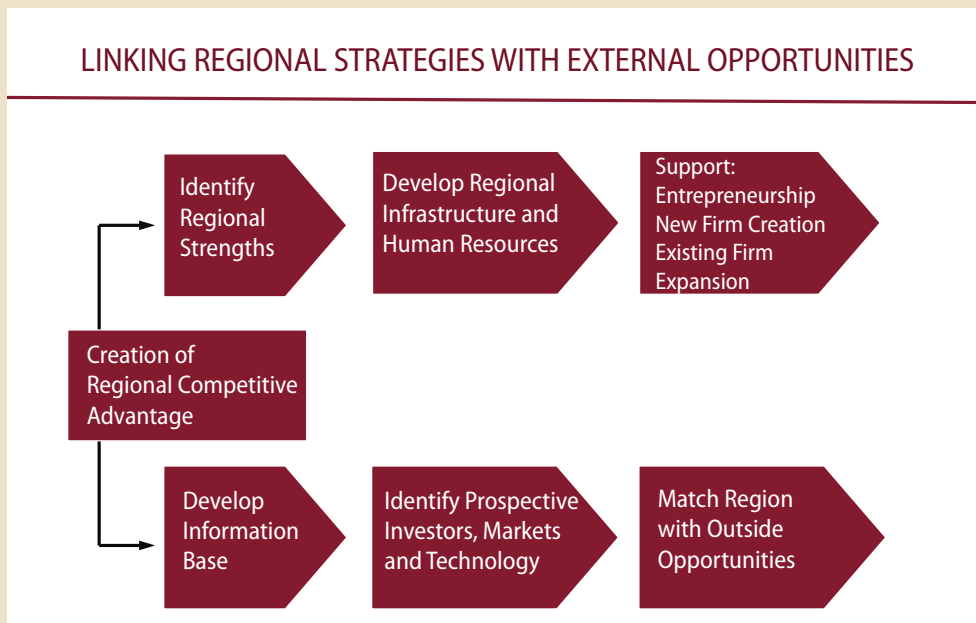 LINKING REGIONAL STRATEGIES WITH EXTERNAL OPPORTUNITIES
Identify
Regional
Strengths
Develop Regional
Infrastructure and
Human Resources
Support:
Entrepreneurship
New Firm Creation
Existing Firm
Expansion
Creation of
Regional Competitive
Advantage
Develop
Information
Base
Identify Prospective
Investors, Markets
and Technology
Match Region
with Outside
Opportunities